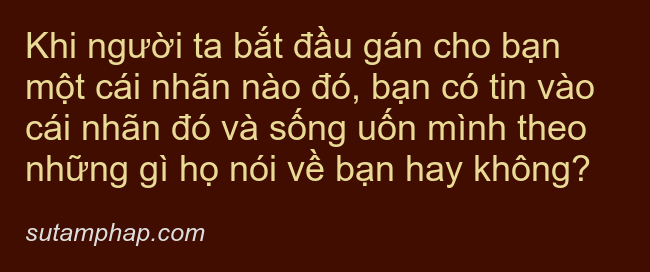 Khi người ta bắt đầu gán cho bạn
một cái nhãn nào đó, bạn có tin vào
cái nhãn đó và sống uốn mình theo
những gì họ nói về bạn hay không?
sutamphap.com